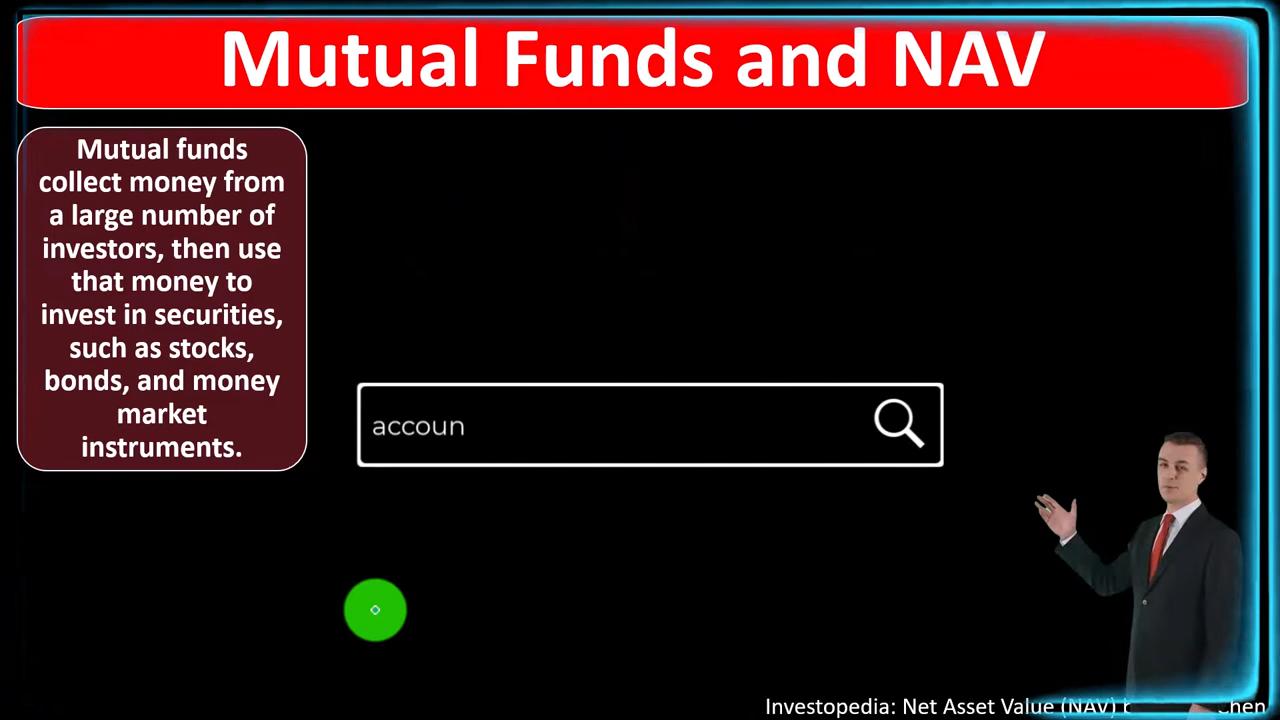 Mutual Funds and NAV
Mutual funds
collect money from
a large number of
investors, then use
that money to
invest in securities,
such as stocks,
bonds, and money
market
instruments.
accoun
Investopedia: Net Asset Value (NAV)